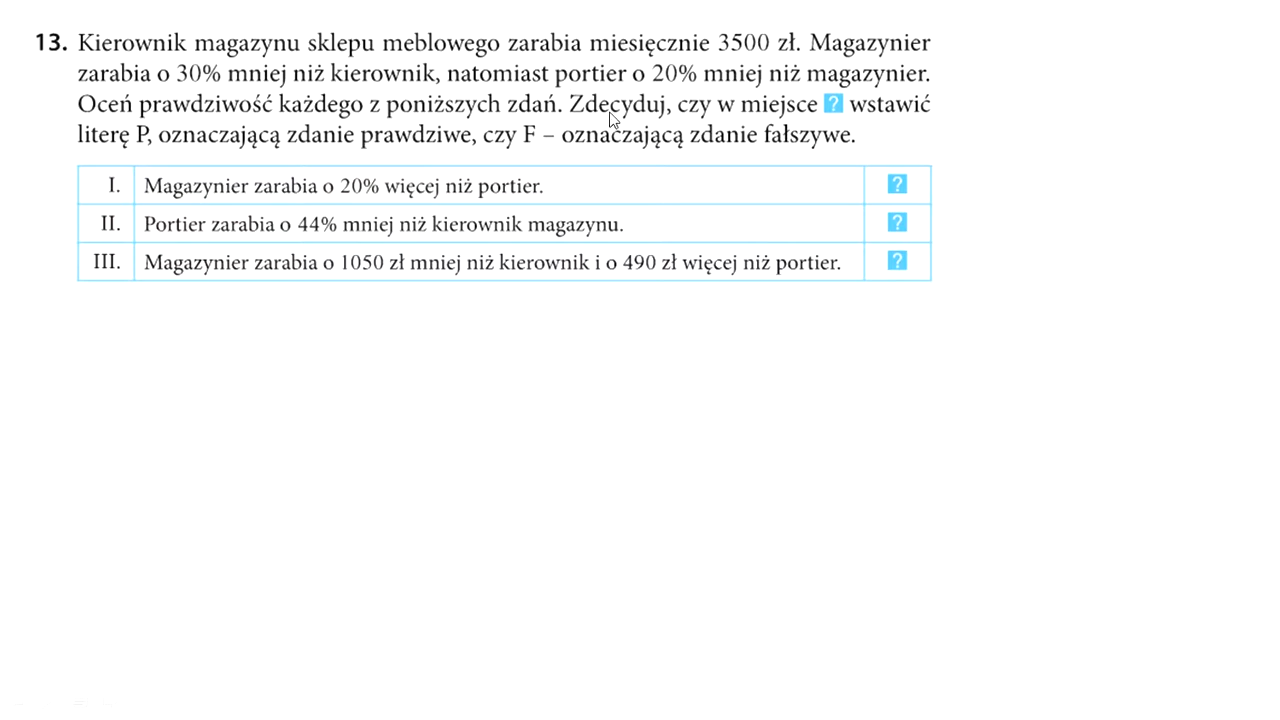 13. Kierownik magazynu sklepu meblowego zarabia miesięcznie 3500 zł. Magazynier
zarabia o 30% mniej niż kierownik, natomiast portier o 20% mniej niż magazynier.
Oceń prawdziwość każdego z poniższych zdań. Zdecyduj, czy w miejsce ? wstawić
literę P, oznaczającą zdanie prawdziwe, czy F – oznaczającą zdanie fałszywe.
I. Magazynier zarabia o 20% więcej niż portier. ?
II. Portier zarabia o 44% mniej niż kierownik magazynu. ?
III. Magazynier zarabia o 1050 zł mniej niż kierownik i o 490 zł więcej niż portier. ?